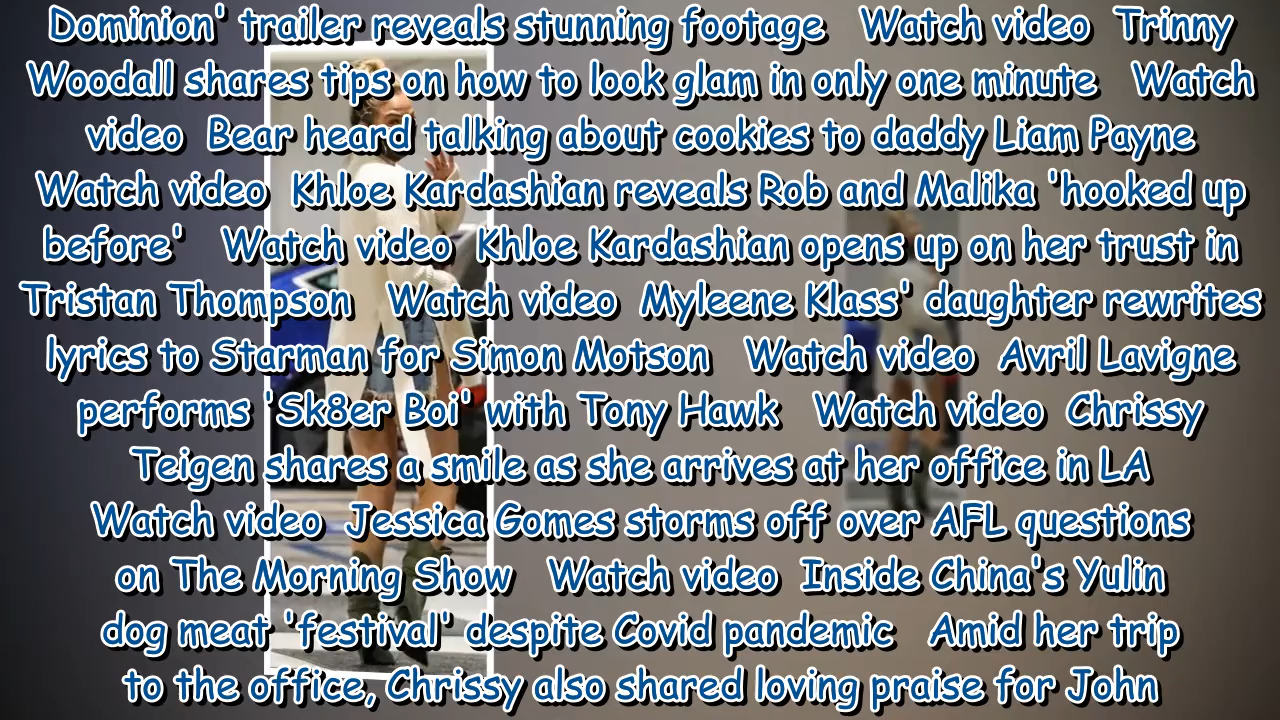 Dominion' trailer reveals stunning footage Watch video Trinny
Woodall shares tips on how to look glam in only one minute Watch
video Bear heard talking about cookies to daddy Liam Payne
Watch video Khloe Kardashian reveals Rob and Malika 'hooked up
before' Watch video Khloe Kardashian opens up on her trust in
Tristan Thompson Watch video Myleene Klass' daughter rewrites
lyrics to Starman for Simon Motson Watch video Avril Lavigne
performs 'Sk8er Boi' with Tony Hawk Watch video Chrissy
Teigen shares a smile as she arrives at her office in LA
Watch video Jessica Gomes storms off over AFL questions
on The Morning Show Watch video Inside China's Yulin
dog meat 'festival' despite Covid pandemic Amid her trip
to the office, Chrissy also shared loving praise for John